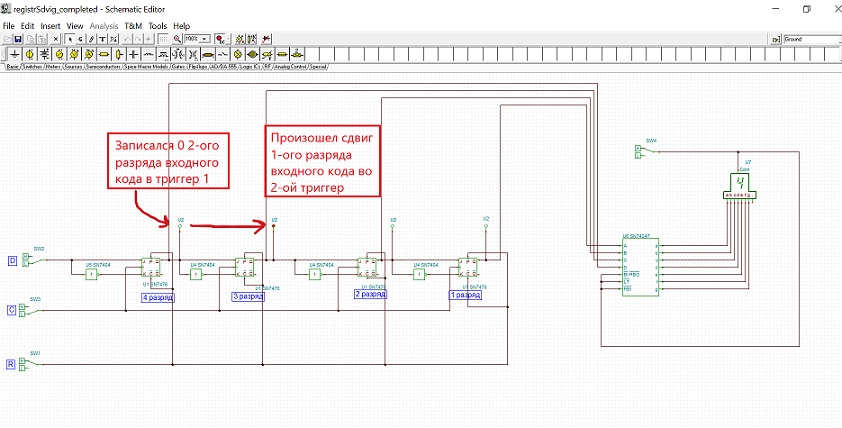 registrSdvig_completed - Schematic Editor
File Edit Insert View Analysis T&M Tools Help
100%
Ground
Basic Switches Meters Sources Semiconductors Spice Macro Models Gates Flip-flops AD/DA 555 Logic ICs RF Analog Control Special
Записался 0 2-ого
разряда входного
кода в триггер 1
Произошел сдвиг
1-ого разряда
входного кода во
2-ой триггер
SW4
U7
Com
U2 U2 U2 U2
U6 SN74247
SW2
D
U5 SN7404 U4 SN7404 U4 SN7404 U4 SN7404
U1 SN7476 U1 SN7476 U1 SN7476 U1 SN7476
4 разряд 3 разряд 2 разряд 1 разряд
SW3
C
SW1
R